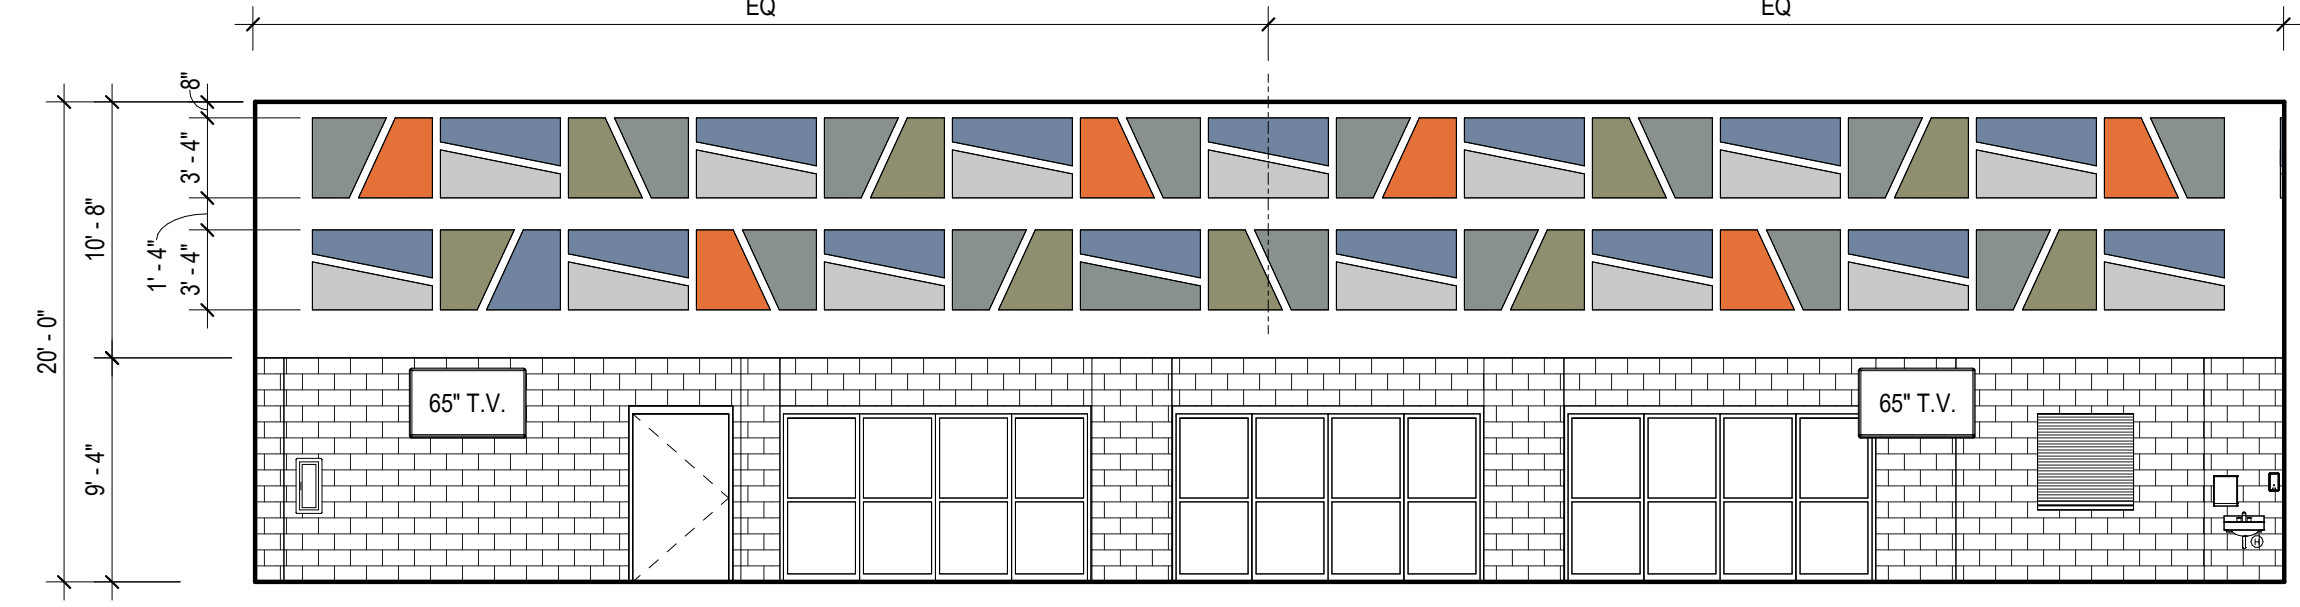 EQ
EQ
8"
3' - 4"
10' - 8"
1' - 4"
3' - 4"
20' - 0"
9' - 4"
65" T.V.
65" T.V.
H